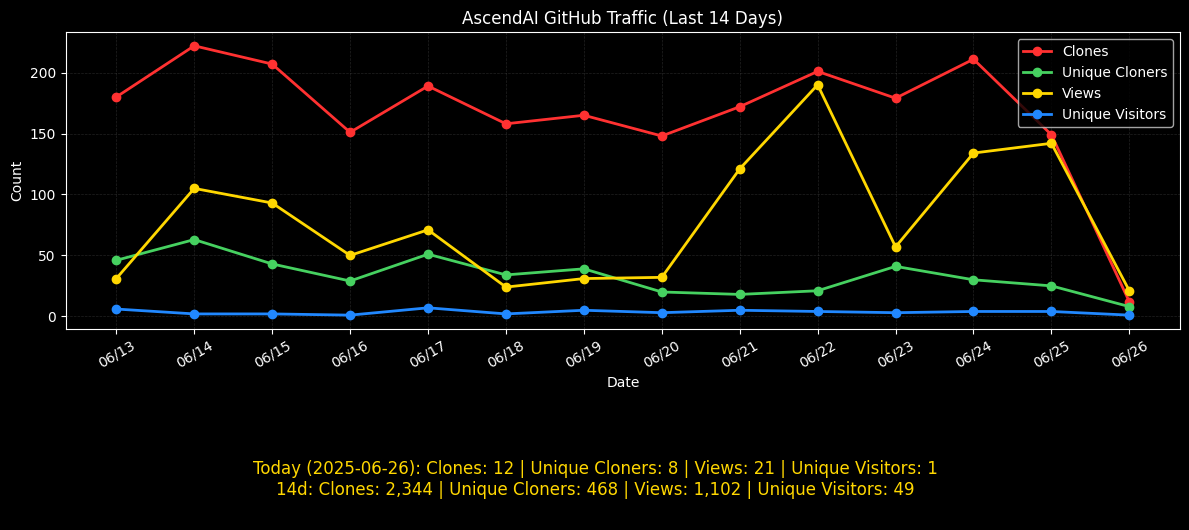 AscendAI GitHub Traffic (Last 14 Days)
Clones
Unique Cloners
Views
Unique Visitors
Count
200
150
100
50
0
06/13 06/14 06/15 06/16 06/17 06/18 06/19 06/20 06/21 06/22 06/23 06/24 06/25 06/26
Date
Today (2025-06-26): Clones: 12 | Unique Cloners: 8 | Views: 21 | Unique Visitors: 1
14d: Clones: 2,344 | Unique Cloners: 468 | Views: 1,102 | Unique Visitors: 49